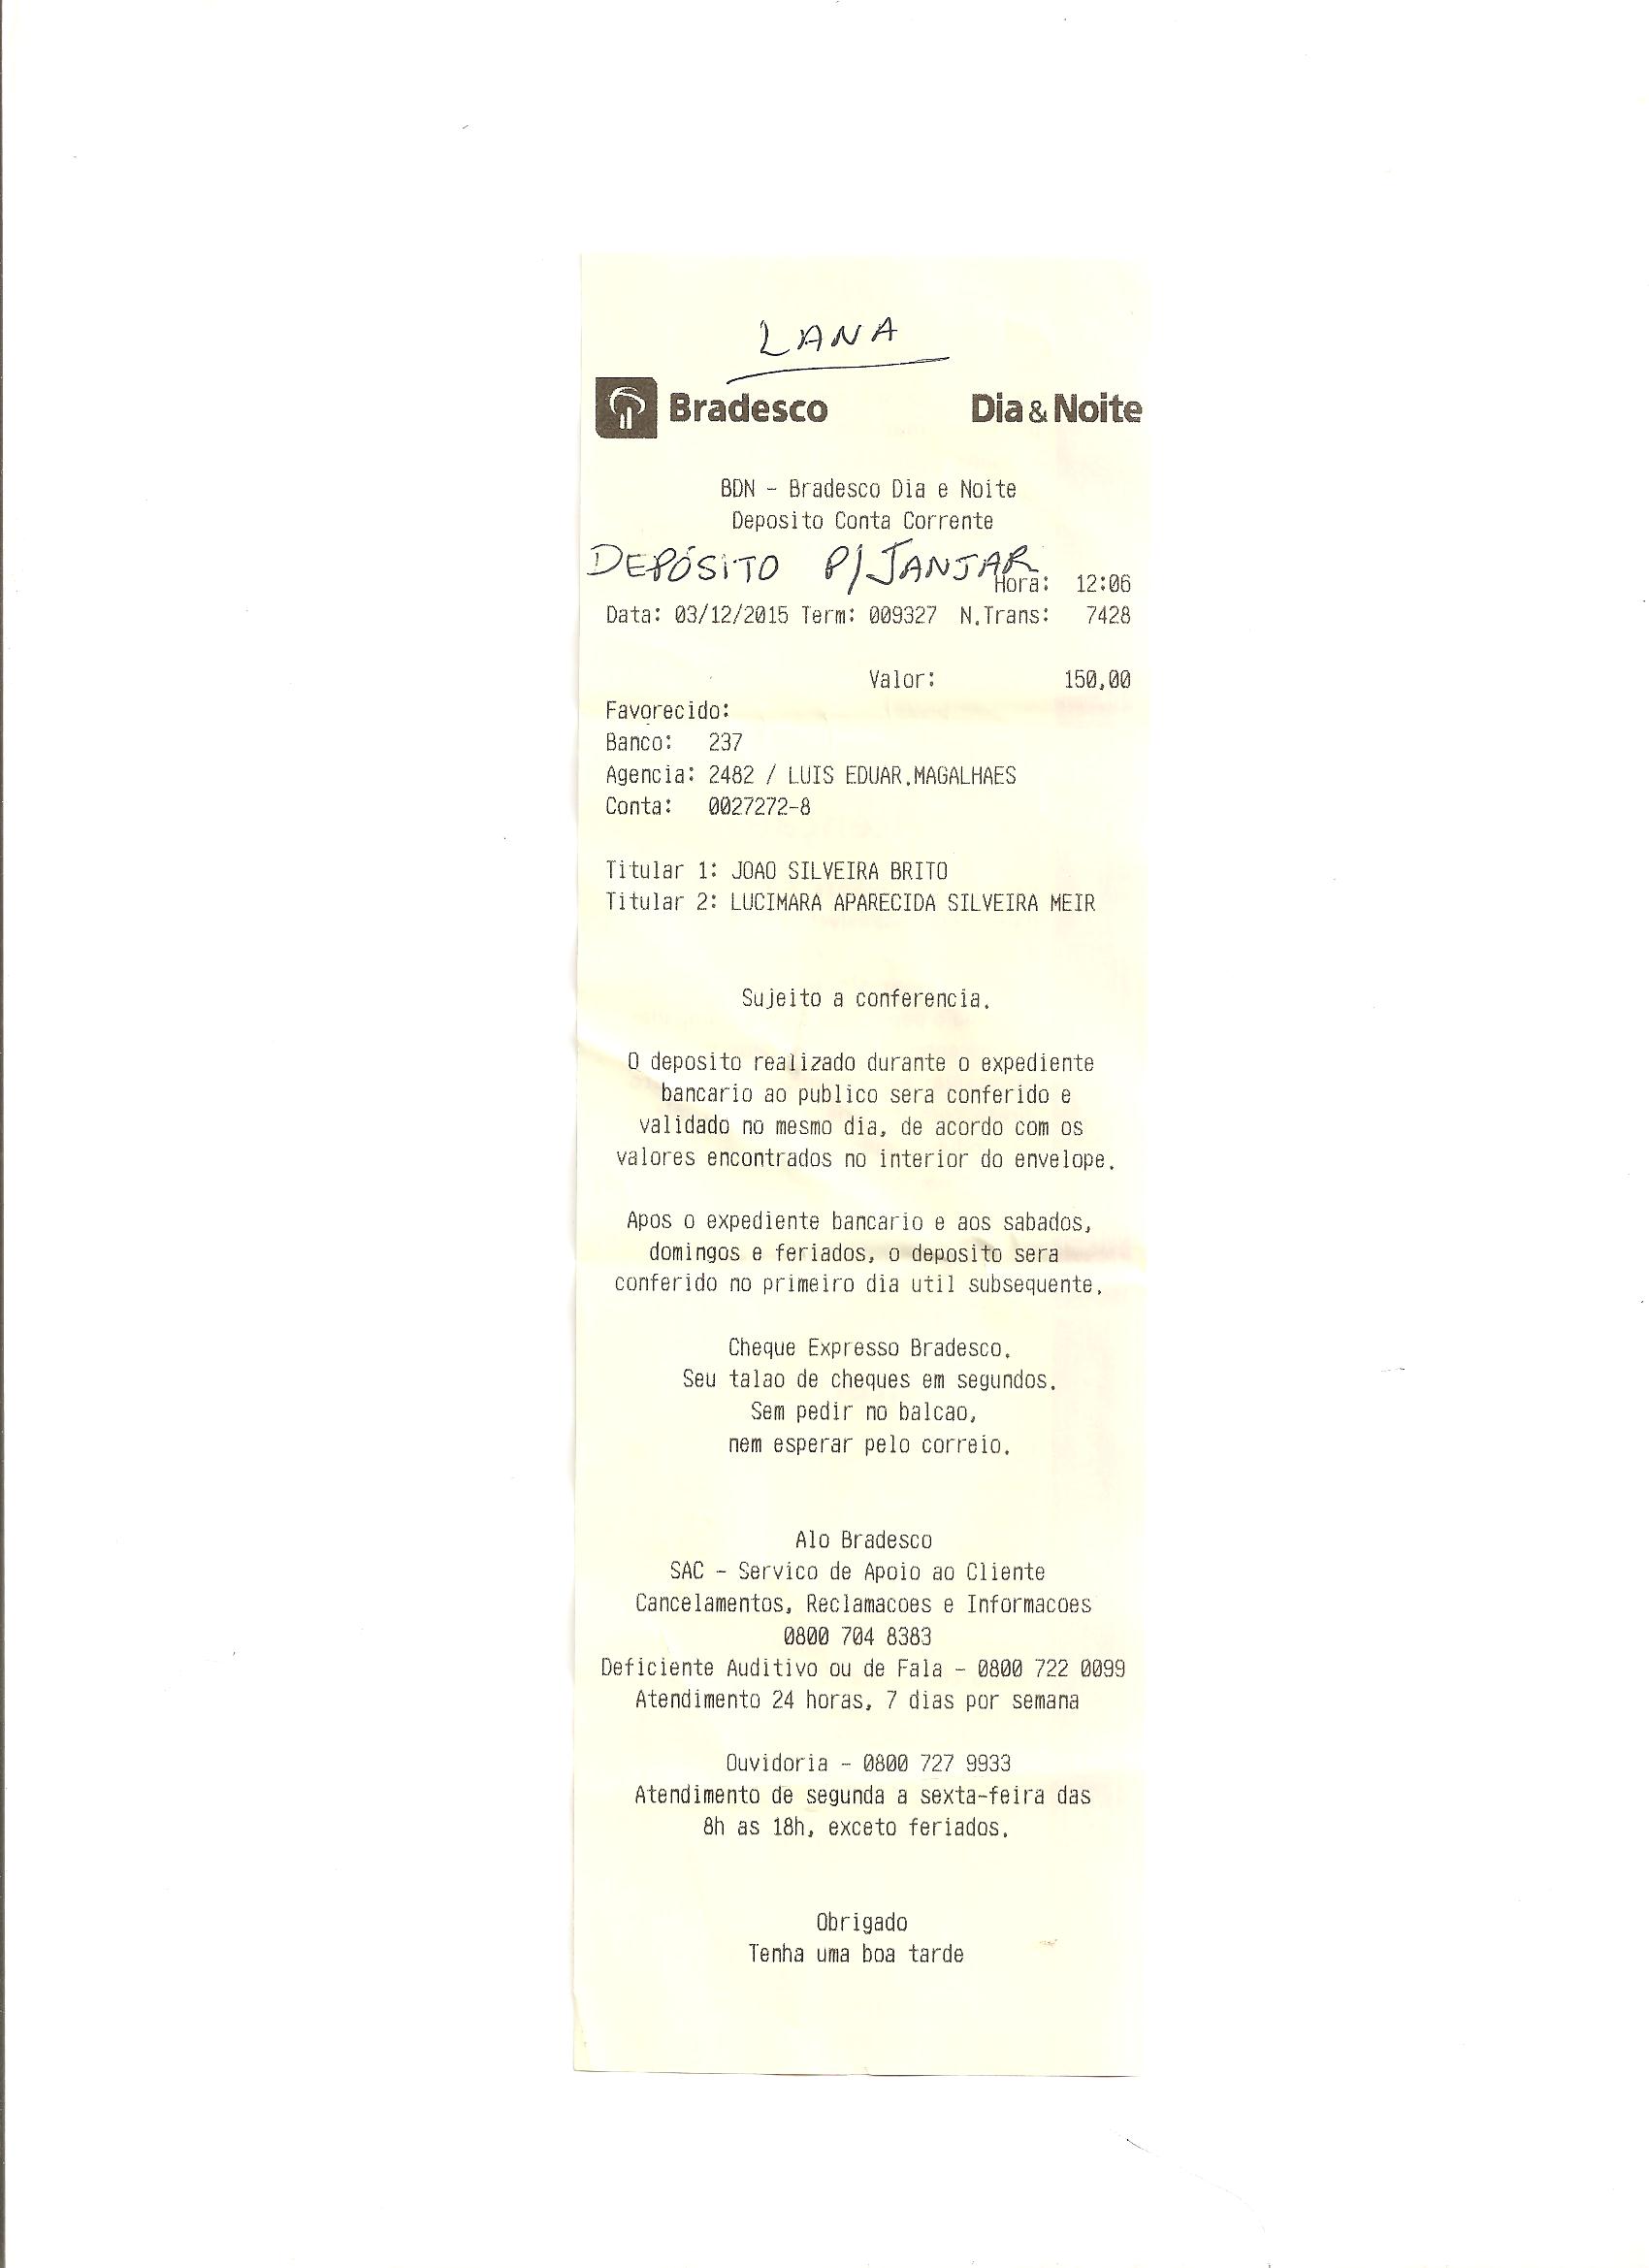 LANA
Bradesco Dia & Noite
BDN - Bradesco Dia e Noite
Deposito Conta Corrente
DEPÓSITO P/JANTAR
Hora: 12:06
Data: 03/12/2015 Term: 009327 N.Trans: 7428
Valor: 150,00
Favorecido:
Banco: 237
Agencia: 2482 / LUIS EDUAR.MAGALHAES
Conta: 0027272-8
Titular 1: JOAO SILVEIRA BRITO
Titular 2: LUCIMARA APARECIDA SILVEIRA MEIR
Sujeito a conferencia.
O deposito realizado durante o expediente
bancario ao publico sera conferido e
validado no mesmo dia, de acordo com os
valores encontrados no interior do envelope.
Apos o expediente bancario e aos sabados,
domingos e feriados, o deposito sera
conferido no primeiro dia util subsequente.
Cheque Expresso Bradesco.
Seu talao de cheques em segundos.
Sem pedir no balcao,
nem esperar pelo correio.
Alo Bradesco
SAC - Servico de Apoio ao Cliente
Cancelamentos, Reclamacoes e Informacoes
0800 704 8383
Deficiente Auditivo ou de Fala - 0800 722 0099
Atendimento 24 horas, 7 dias por semana
Ouvidoria - 0800 727 9933
Atendimento de segunda a sexta-feira das
8h as 18h, exceto feriados.
Obrigado
Tenha uma boa tarde